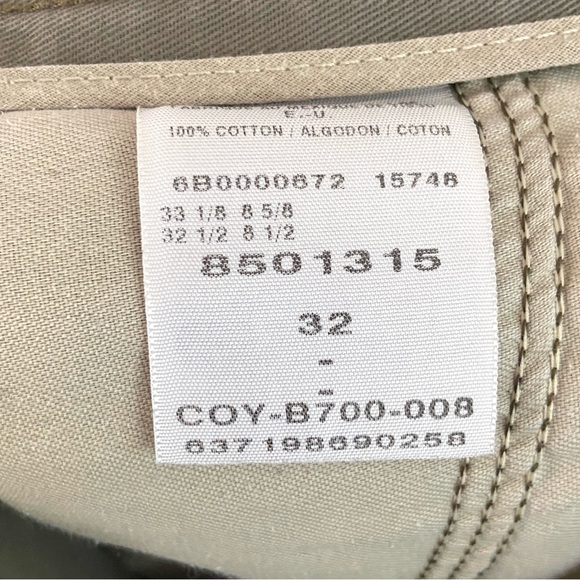 E.-U
100% COTTON / ALGODON / COTON
6B0000672 15748
33 1/8 8 5/8
32 1/2 8 1/2
8501315
32
-
-
COY-B700-008
637198690258